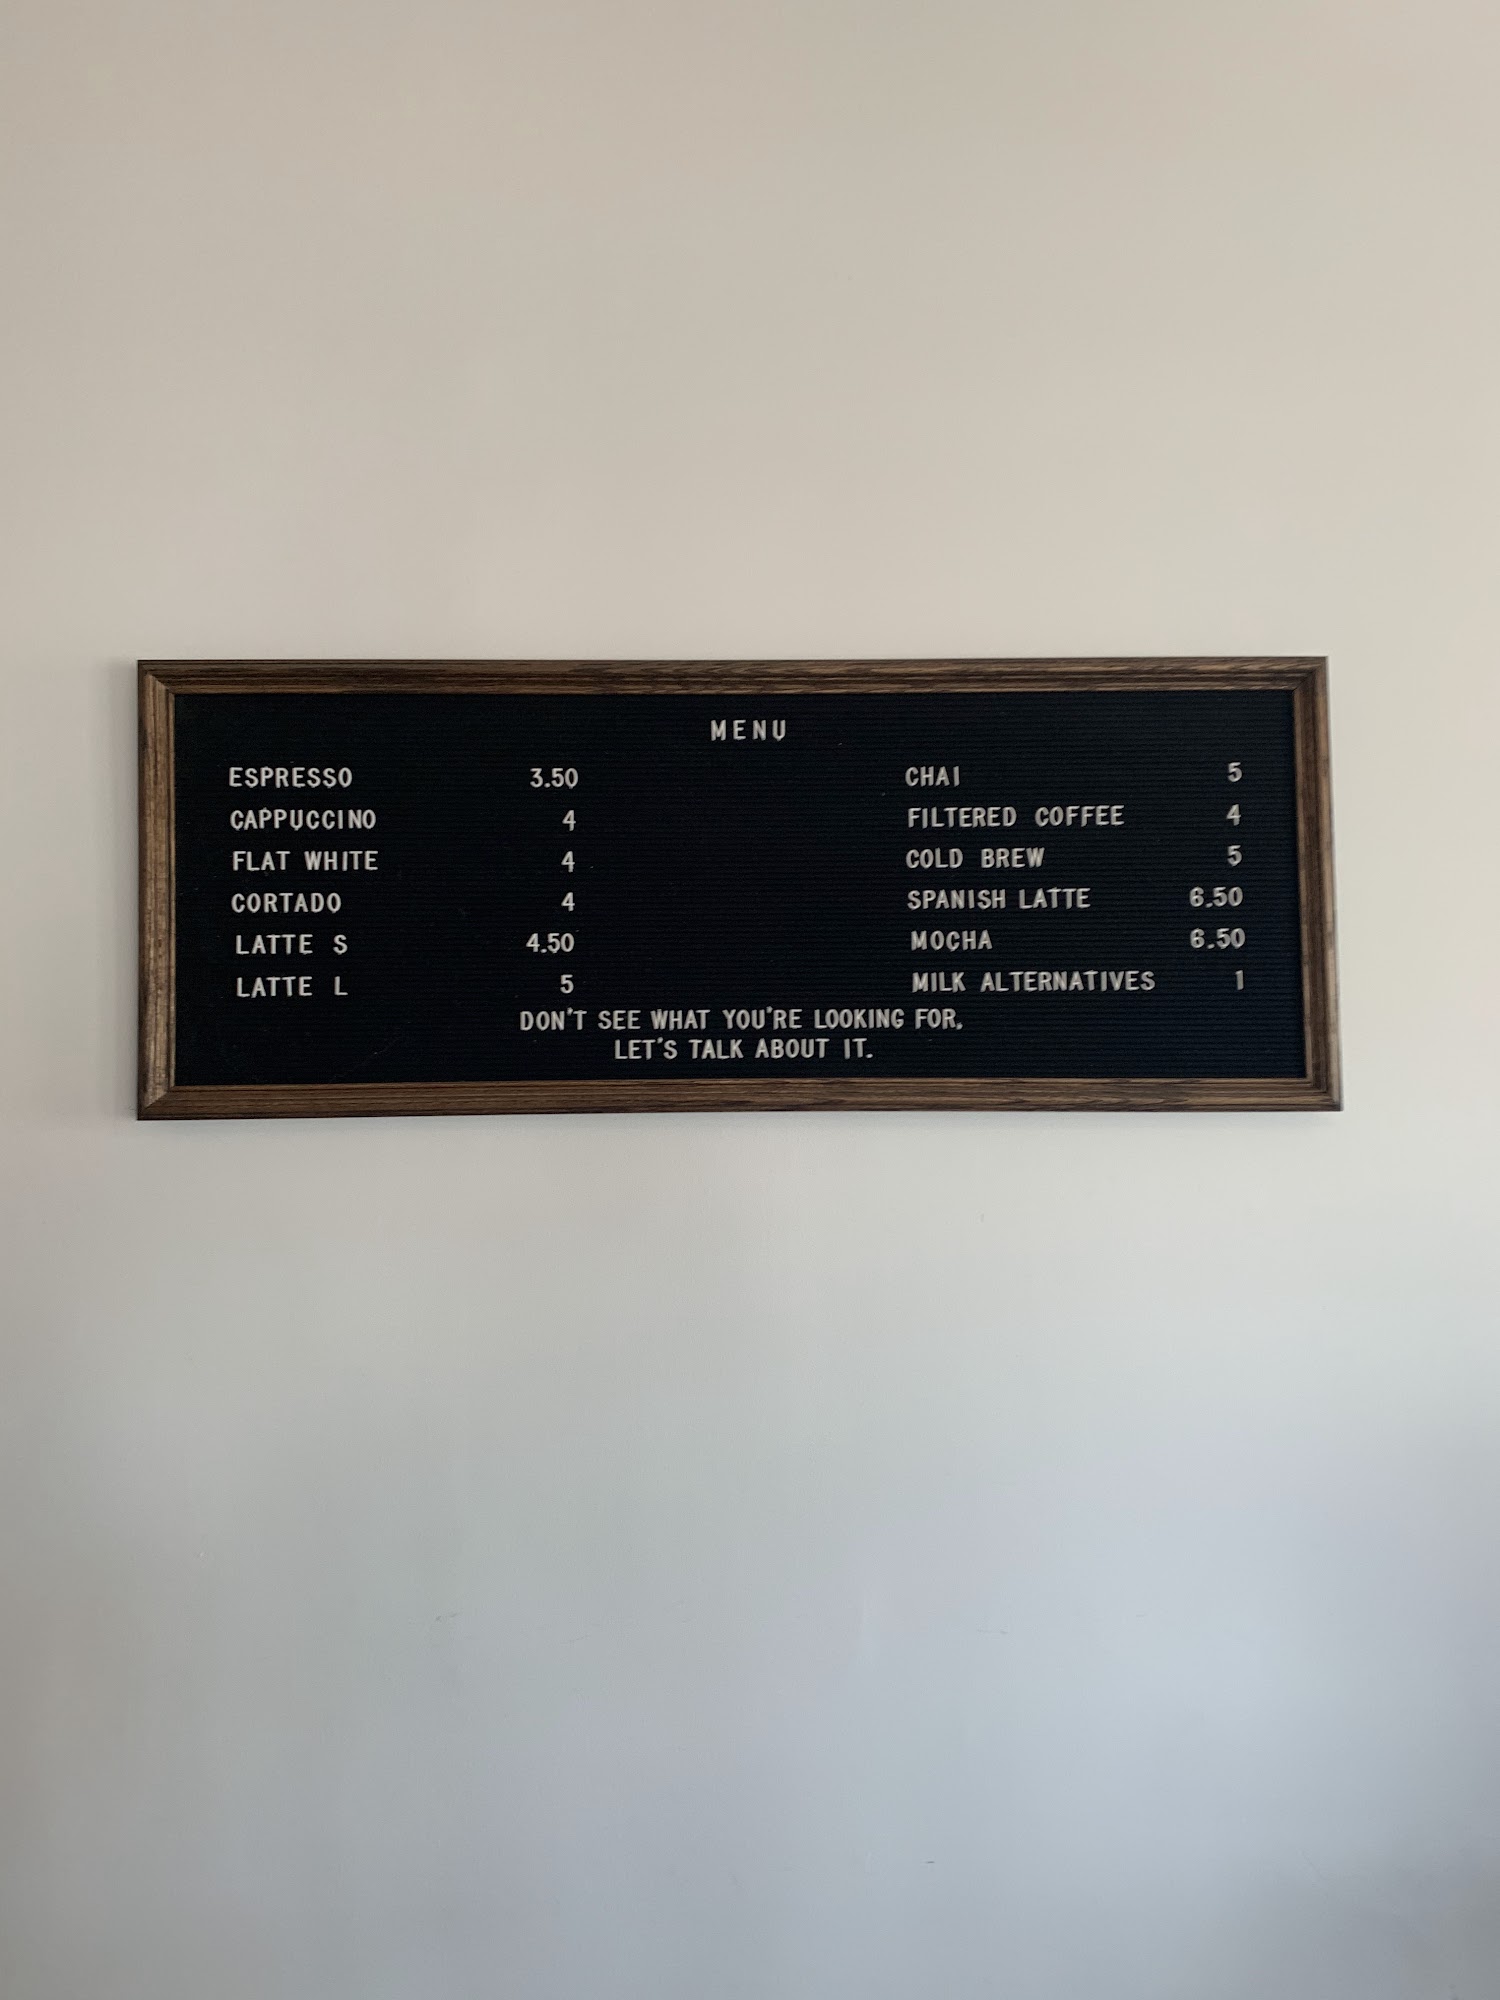 MENU
ESPRESSO 3.50
CAPPUCCINO 4
FLAT WHITE 4
CORTADO 4
LATTE S 4.50
LATTE L 5
CHAI 5
FILTERED COFFEE 4
COLD BREW 5
SPANISH LATTE 6.50
MOCHA 6.50
MILK ALTERNATIVES 1
DON'T SEE WHAT YOU'RE LOOKING FOR,
LET'S TALK ABOUT IT.